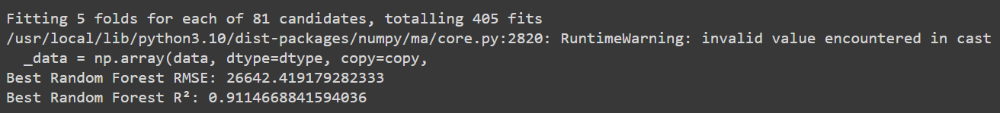 Fitting 5 folds for each of 81 candidates, totalling 405 fits
/usr/local/lib/python3.10/dist-packages/numpy/ma/core.py:2820: RuntimeWarning: invalid value encountered in cast
  _data = np.array(data, dtype=dtype, copy=copy,
Best Random Forest RMSE: 26642.419179282333
Best Random Forest R²: 0.9114668841594036